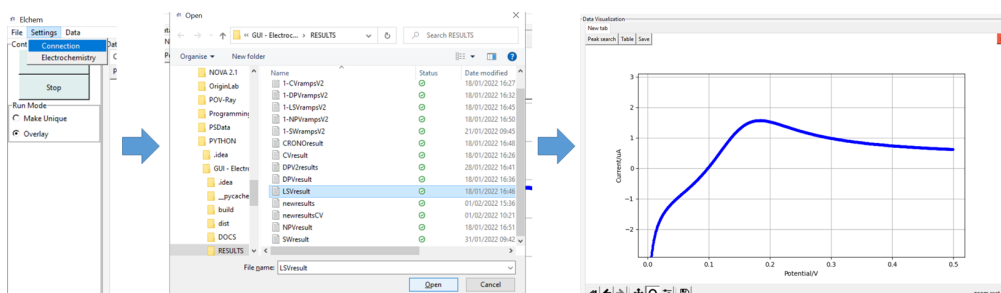 Elchem
File Settings Data
Connection
Electrochemistry
Stop
Run Mode
Make Unique
Overlay
Open
« GUI - Electroc... › RESULTS
Search RESULTS
Organise New folder
Name Status Date modified
NOVA 2.1
OriginLab
POV-Ray
Programming
PSData
PYTHON
.idea
GUI - Electr
.idea
__pycache
build
dist
DOCS
RESULTS
1-CVrampsV2 18/01/2022 16:27
1-DPVrampsV2 18/01/2022 16:32
1-LSVrampsV2 18/01/2022 16:45
1-NPVrampsV2 18/01/2022 16:50
1-SWrampsV2 21/01/2022 09:45
CRONOresult 18/01/2022 16:48
CVresult 18/01/2022 16:26
DPV2results 28/01/2022 16:41
DPVresult 18/01/2022 16:36
LSVresult 18/01/2022 16:46
newresults 01/02/2022 15:36
newresultsCV 01/02/2022 10:21
NPVresult 18/01/2022 16:51
SWresult 31/01/2022 09:42
File name: LSVresult
Open Cancel
Data Visualization
New tab
Peak search Table Save
Current/uA
3
2
1
0
−1
−2
0.0 0.1 0.2 0.3 0.4 0.5
Potential/V